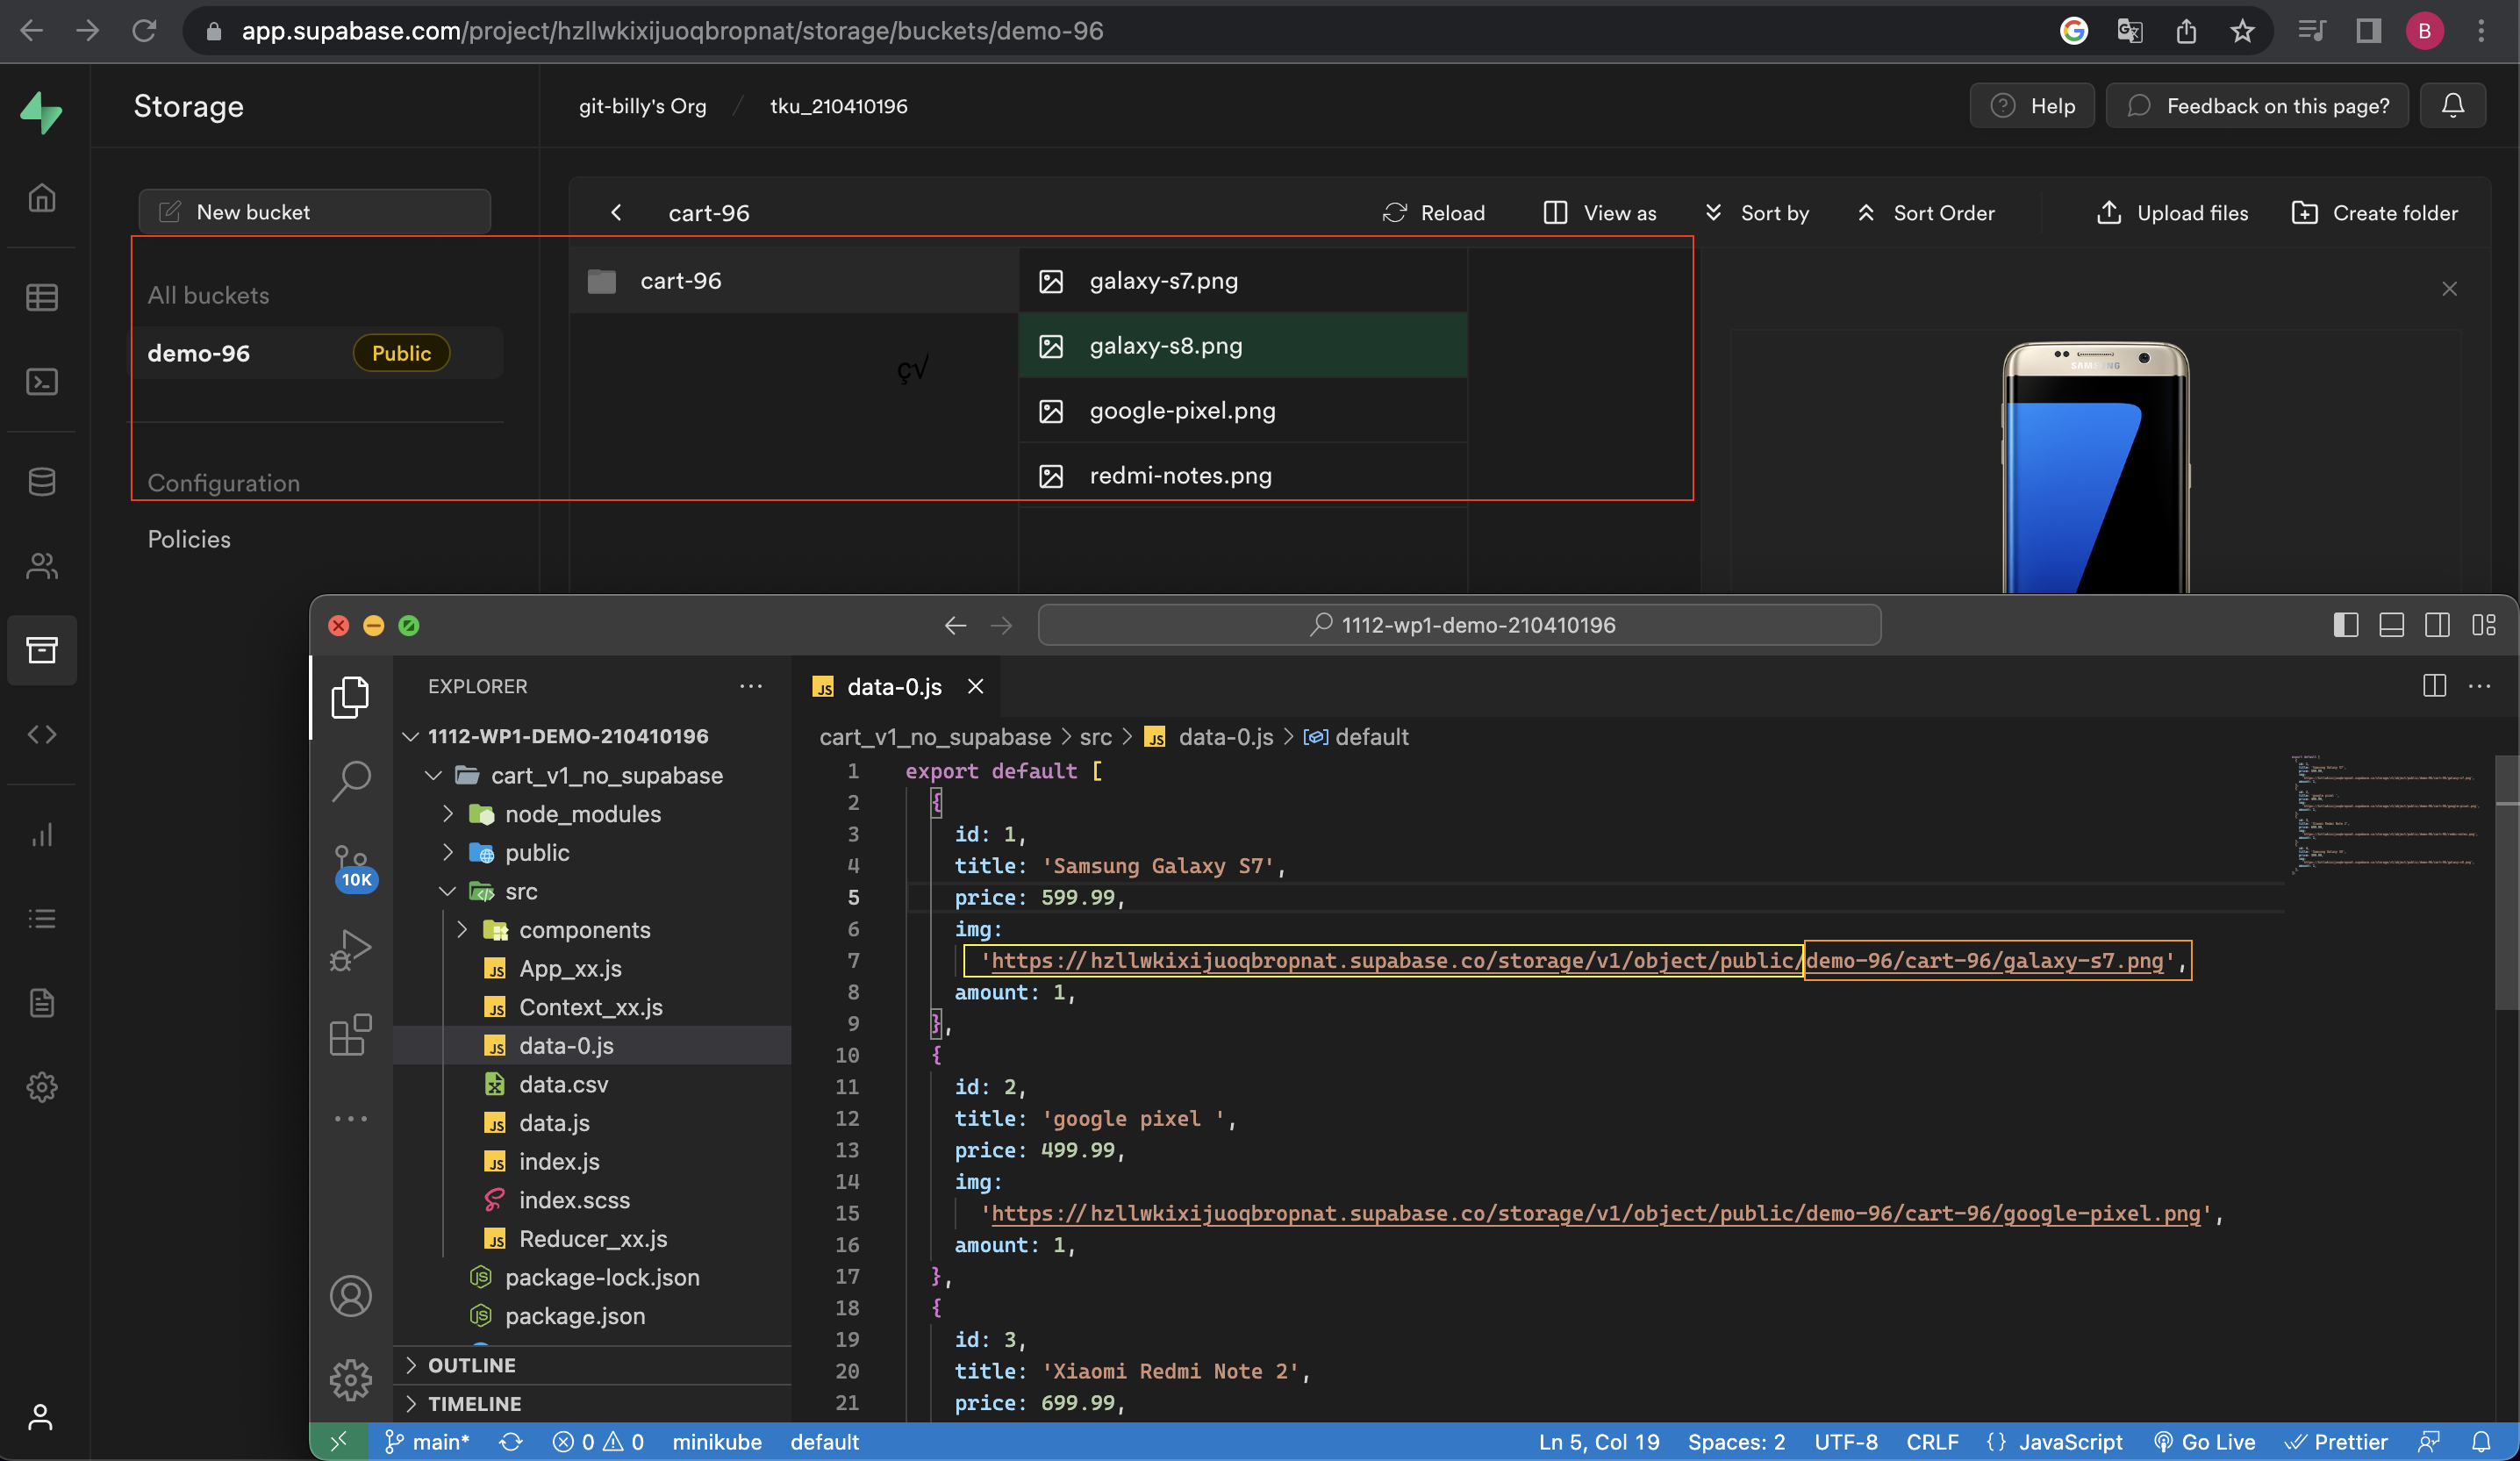 app.supabase.com/project/hzllwkixijuoqbropnat/storage/buckets/demo-96
B
Storage
git-billy's Org / tku_210410196
Help
Feedback on this page?
New bucket
cart-96
Reload
View as
Sort by
Sort Order
Upload files
Create folder
All buckets
demo-96
Public
Configuration
Policies
cart-96
ç√
galaxy-s7.png
galaxy-s8.png
google-pixel.png
redmi-notes.png
SAMSUNG
1112-wp1-demo-210410196
EXPLORER
1112-WP1-DEMO-210410196
cart_v1_no_supabase
node_modules
public
src
components
App_xx.js
Context_xx.js
data-0.js
data.csv
data.js
index.js
index.scss
Reducer_xx.js
package-lock.json
package.json
OUTLINE
TIMELINE
10K
JS data-0.js
cart_v1_no_supabase > src > JS data-0.js > default
1 export default [
2 {
3 id: 1,
4 title: 'Samsung Galaxy S7',
5 price: 599.99,
6 img:
7 'https://hzllwkixijuoqbropnat.supabase.co/storage/v1/object/public/demo-96/cart-96/galaxy-s7.png',
8 amount: 1,
9 },
10 {
11 id: 2,
12 title: 'google pixel ',
13 price: 499.99,
14 img:
15 'https://hzllwkixijuoqbropnat.supabase.co/storage/v1/object/public/demo-96/cart-96/google-pixel.png',
16 amount: 1,
17 },
18 {
19 id: 3,
20 title: 'Xiaomi Redmi Note 2',
21 price: 699.99,
main* 0 0 minikube default
Ln 5, Col 19 Spaces: 2 UTF-8 CRLF {} JavaScript Go Live Prettier